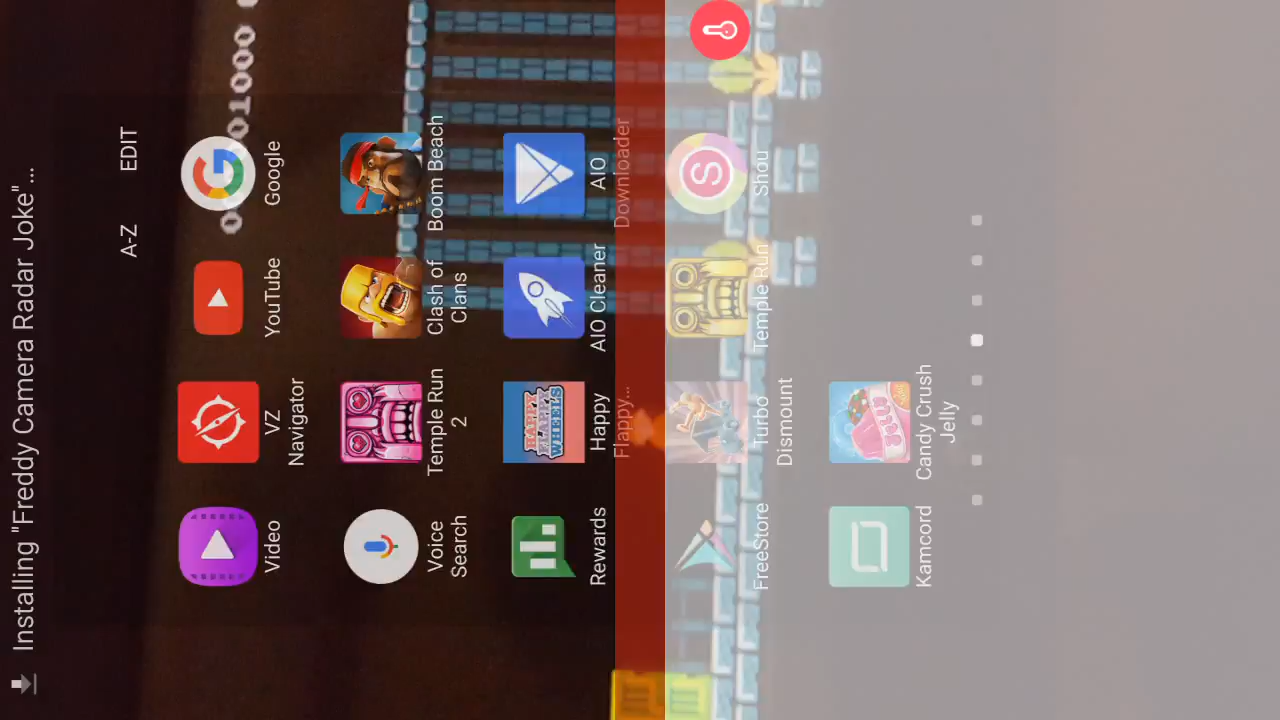 Installing "Freddy Camera Radar Joke"...
A-Z EDIT
Video
VZ
Navigator
YouTube
Google
Voice
Search
Temple Run
2
Clash of
Clans
Boom Beach
Rewards
Happy
Flappy...
AIO Cleaner
AIO
Downloader
FreeStore
Turbo
Dismount
Temple Run
Shou
Kamcord
Candy Crush
Jelly